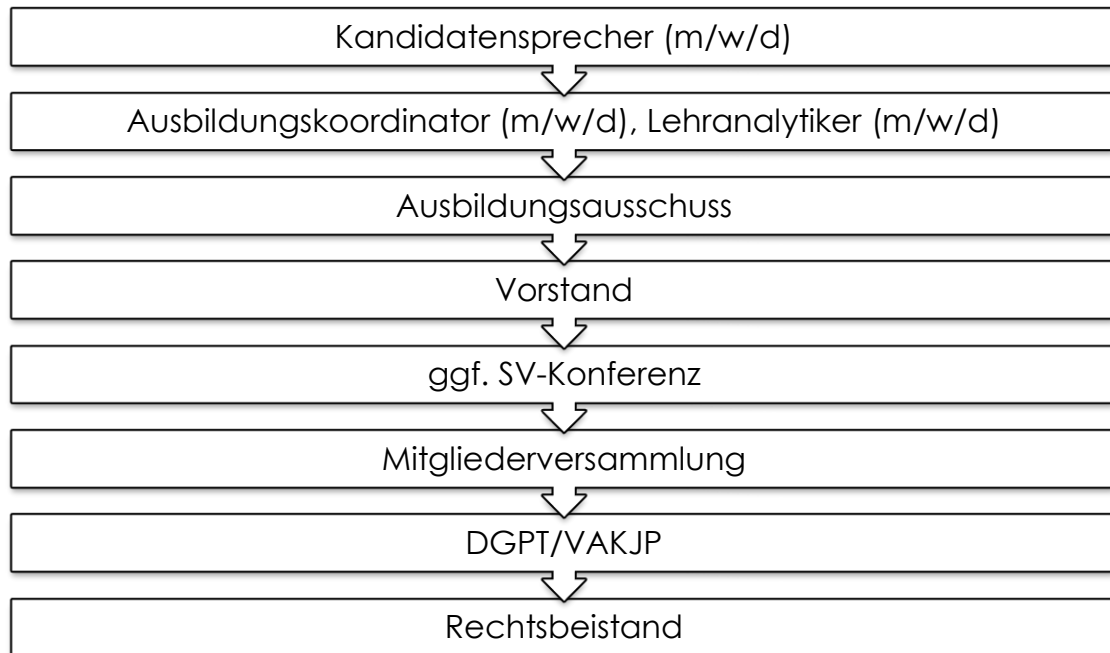 Kandidatensprecher (m/w/d)
Ausbildungskoordinator (m/w/d), Lehranalytiker (m/w/d)
Ausbildungsausschuss
Vorstand
ggf. SV-Konferenz
Mitgliederversammlung
DGPT/VAKJP
Rechtsbeistand